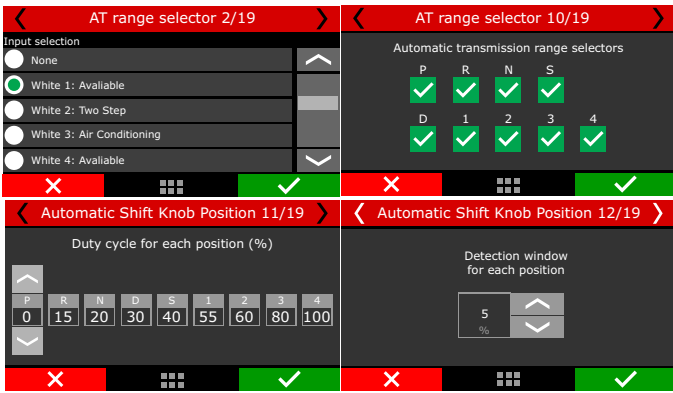 AT range selector 2/19
Input selection
None
White 1: Avaliable
White 2: Two Step
White 3: Air Conditioning
White 4: Available
AT range selector 10/19
Automatic transmission range selectors
P R N S
D 1 2 3 4
Automatic Shift Knob Position 11/19
Duty cycle for each position (%)
P R N D S 1 2 3 4
0 15 20 30 40 55 60 80 100
Automatic Shift Knob Position 12/19
Detection window
for each position
5
%